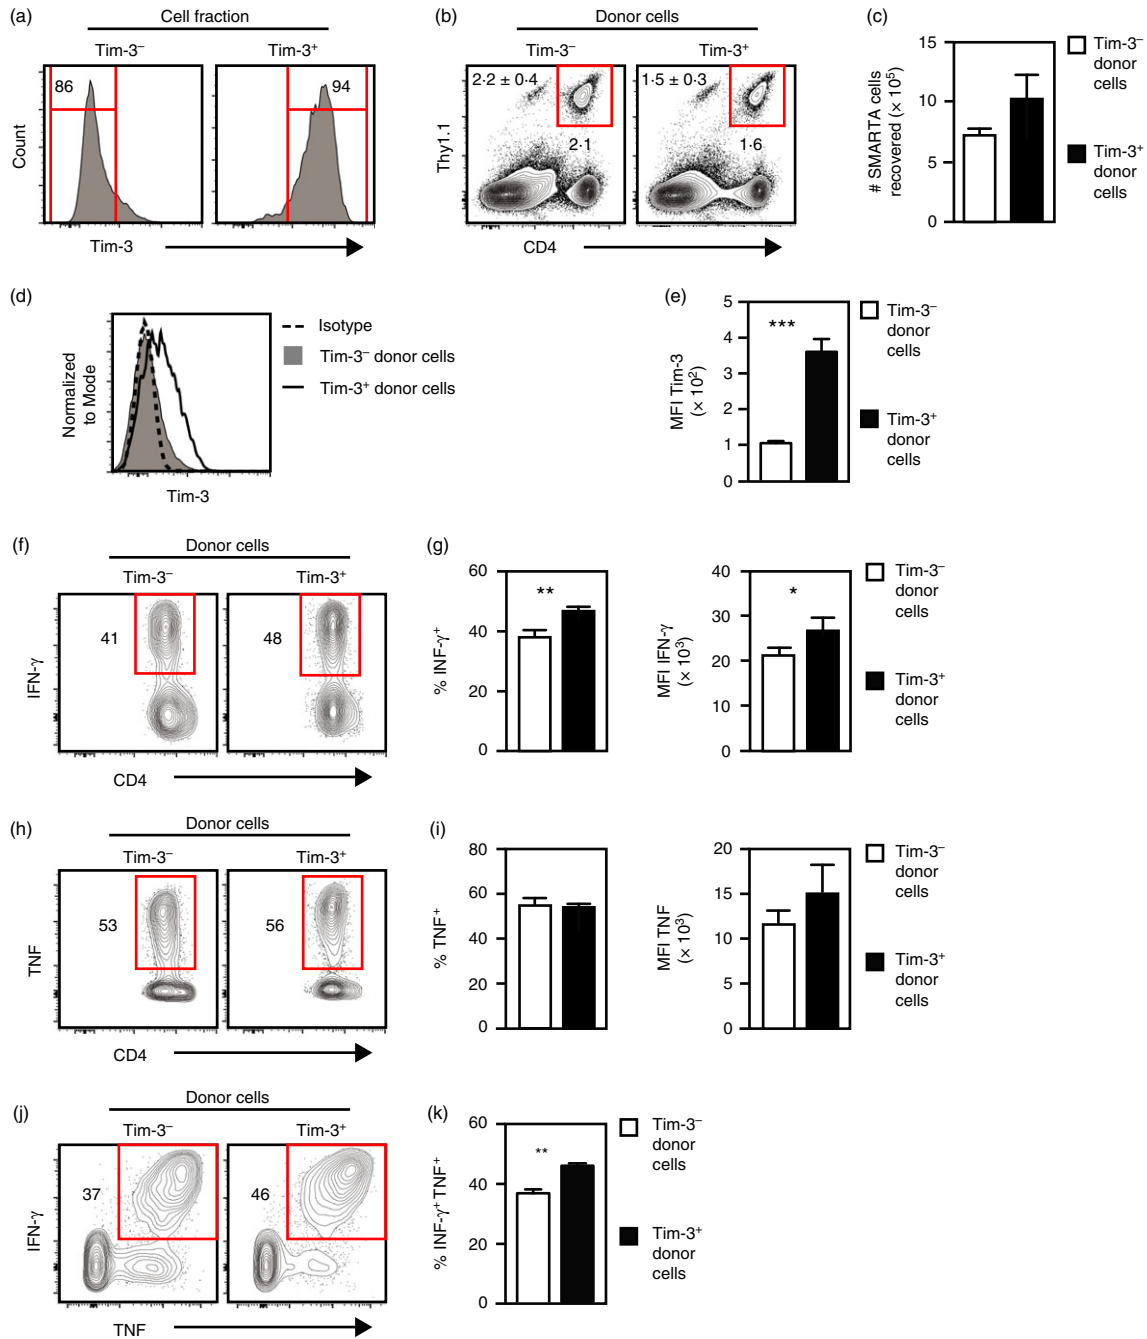 (a)
Cell fraction
Tim-3⁻
Tim-3⁺
86
94
Count
Tim-3
(b)
Donor cells
Tim-3⁻
Tim-3⁺
2·2 ± 0·4
1·5 ± 0·3
2·1
1·6
Thy1.1
CD4
(c)
# SMARTA cells
recovered (× 10⁵)
15
10
5
0
Tim-3⁻
donor
cells
Tim-3⁺
donor
cells
(d)
Normalized
to Mode
Tim-3
Isotype
Tim-3⁻ donor cells
Tim-3⁺ donor cells
(e)
MFI Tim-3
(× 10²)
5
4
3
2
1
0
***
Tim-3⁻
donor
cells
Tim-3⁺
donor
cells
(f)
Donor cells
Tim-3⁻
Tim-3⁺
41
48
IFN-γ
CD4
(g)
% INF-γ⁺
60
40
20
0
**
MFI IFN-γ
(× 10³)
40
30
20
10
0
*
Tim-3⁻
donor
cells
Tim-3⁺
donor
cells
(h)
Donor cells
Tim-3⁻
Tim-3⁺
53
56
TNF
CD4
(i)
% TNF⁺
80
60
40
20
0
MFI TNF
(× 10³)
20
15
10
5
0
Tim-3⁻
donor
cells
Tim-3⁺
donor
cells
(j)
Donor cells
Tim-3⁻
Tim-3⁺
37
46
IFN-γ
TNF
(k)
% INF-γ⁺TNF⁺
60
40
20
0
**
Tim-3⁻
donor
cells
Tim-3⁺
donor
cells